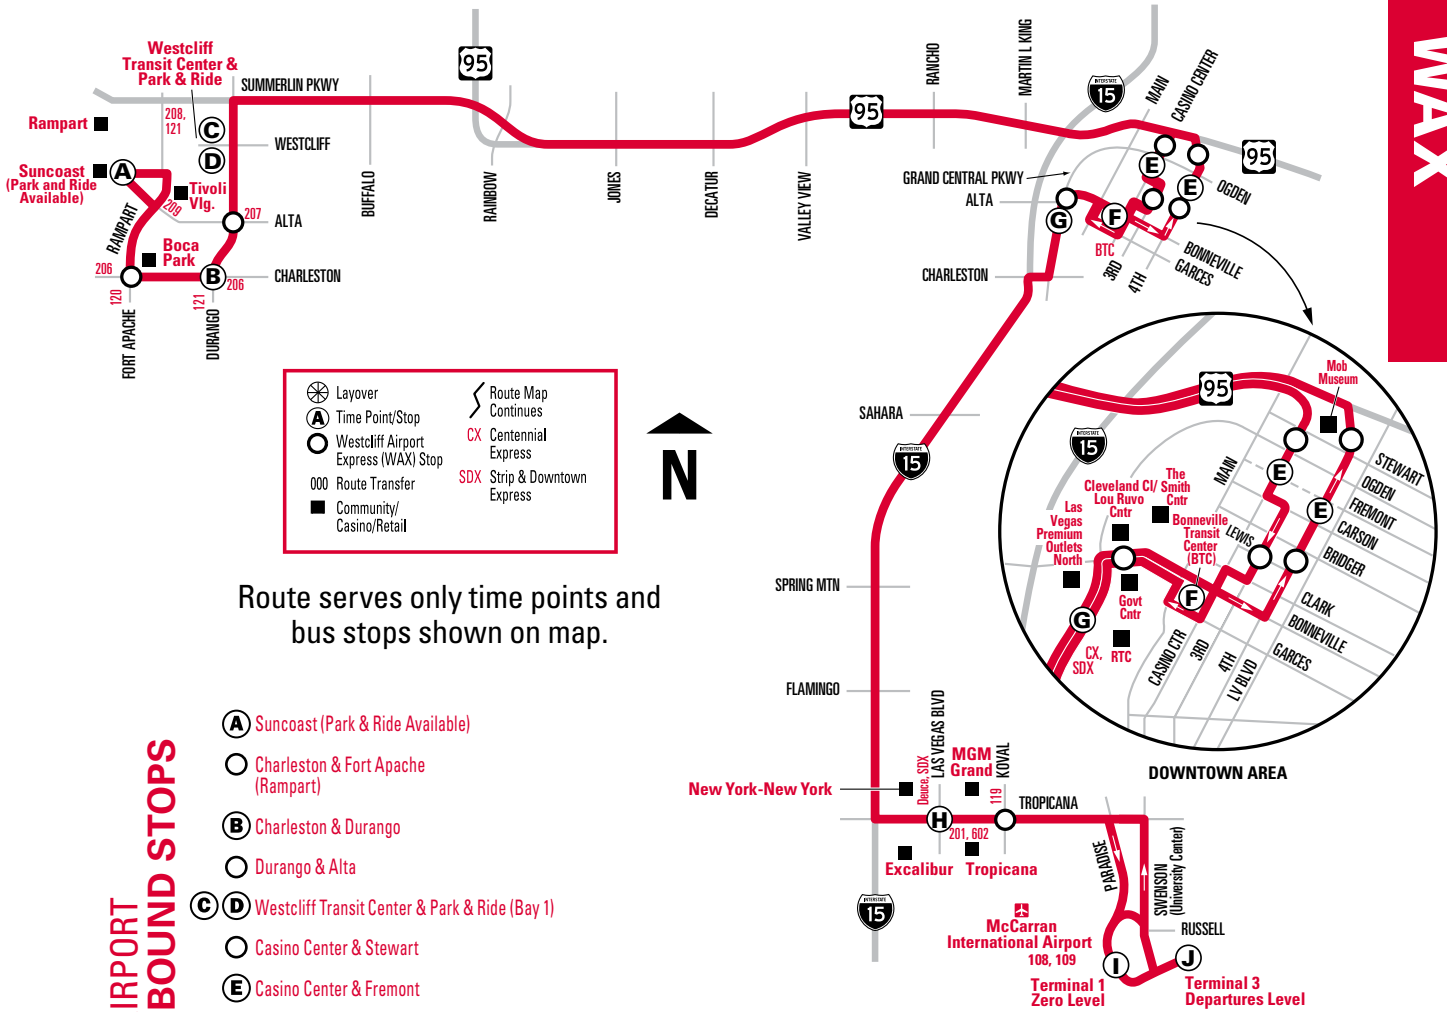 WAX
Westcliff
Transit Center &
Park & Ride
95
SUMMERLIN PKWY
RANCHO
MARTIN L KING
INTERSTATE
15
MAIN
CASINO CENTER
95
95
Rampart
208,
121
C
WESTCLIFF
D
Suncoast
(Park and Ride
Available)
A
Tivoli
Vlg.
209
RAMPART
207
ALTA
Boca
Park
206
B
206
CHARLESTON
120
121
FORT APACHE
DURANGO
BUFFALO
RAINBOW
JONES
DECATUR
VALLEY VIEW
GRAND CENTRAL PKWY
ALTA
E
E
OGDEN
G
F
BTC
3RD
4TH
BONNEVILLE
GARCES
CHARLESTON
Layover
A Time Point/Stop
Westcliff Airport
Express (WAX) Stop
000 Route Transfer
Community/
Casino/Retail
Route Map
Continues
CX Centennial
Express
SDX Strip & Downtown
Express
N
Route serves only time points and
bus stops shown on map.
SAHARA
INTERSTATE
15
SPRING MTN
FLAMINGO
95
Mob
Museum
INTERSTATE
15
MAIN
STEWART
OGDEN
FREMONT
CARSON
BRIDGER
CLARK
BONNEVILLE
GARCES
E
E
The
Smith
Cntr
Cleveland Cl/
Lou Ruvo
Cntr
Las
Vegas
Premium
Outlets
North
Bonneville
Transit
Center
(BTC)
LEWIS
F
Govt
Cntr
G
CX,
SDX
RTC
CASINO CTR
3RD
4TH
LV BLVD
DOWNTOWN AREA
New York-New York
Deuce, SDX
LAS VEGAS BLVD
MGM
Grand
KOVAL
119
TROPICANA
H
201, 602
Excalibur
Tropicana
INTERSTATE
15
PARADISE
SWENSON
(University Center)
RUSSELL
McCarran
International Airport
108, 109
I
J
Terminal 1
Zero Level
Terminal 3
Departures Level
IRPORT
BOUND STOPS
A Suncoast (Park & Ride Available)
Charleston & Fort Apache
(Rampart)
B Charleston & Durango
Durango & Alta
C D Westcliff Transit Center & Park & Ride (Bay 1)
Casino Center & Stewart
E Casino Center & Fremont